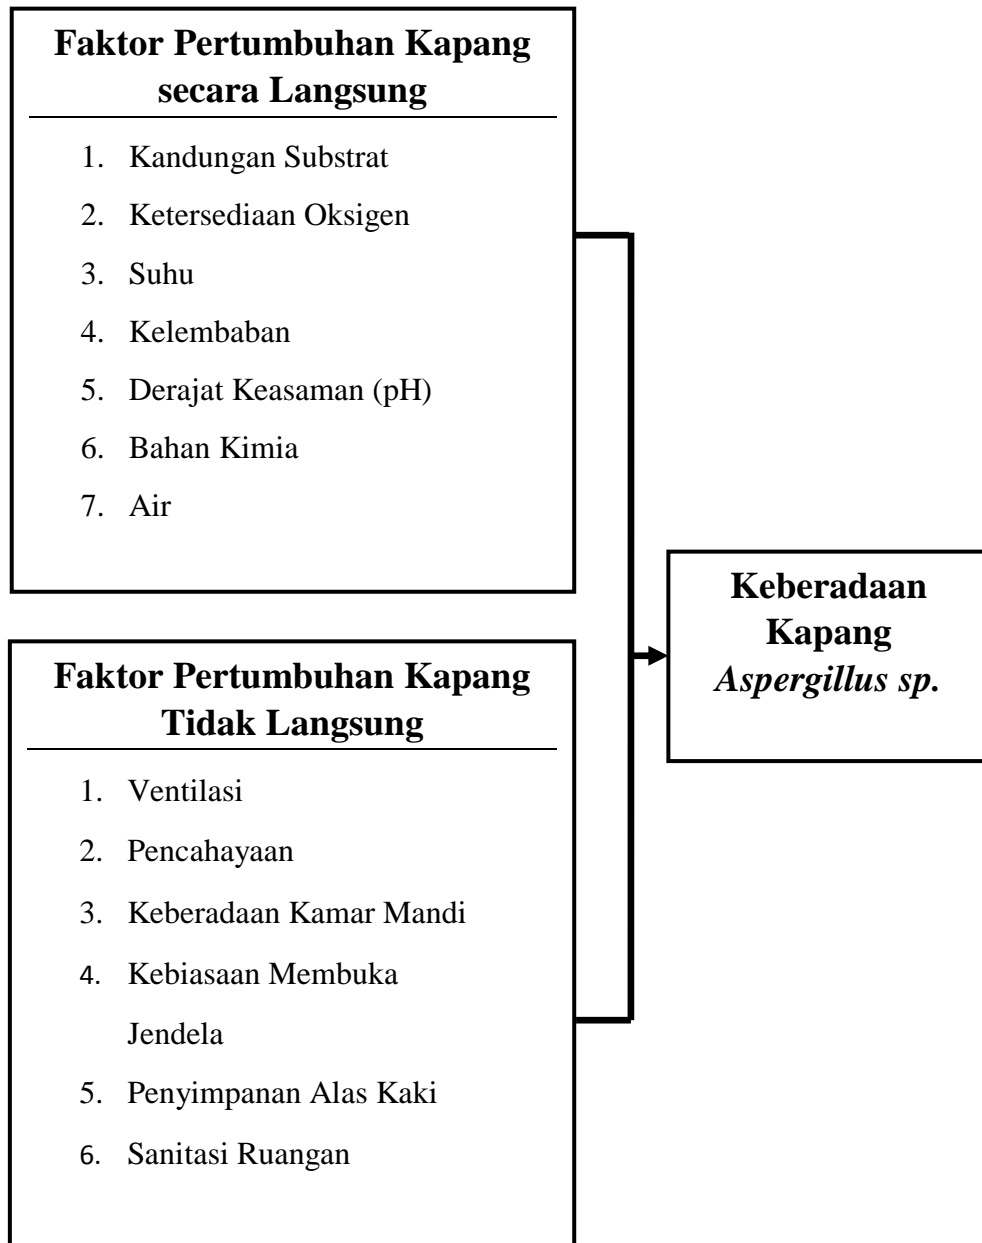 Faktor Pertumbuhan Kapang
secara Langsung
1. Kandungan Substrat
2. Ketersediaan Oksigen
3. Suhu
4. Kelembaban
5. Derajat Keasaman (pH)
6. Bahan Kimia
7. Air
Faktor Pertumbuhan Kapang
Tidak Langsung
1. Ventilasi
2. Pencahayaan
3. Keberadaan Kamar Mandi
4. Kebiasaan Membuka
Jendela
5. Penyimpanan Alas Kaki
6. Sanitasi Ruangan
Keberadaan
Kapang
Aspergillus sp.